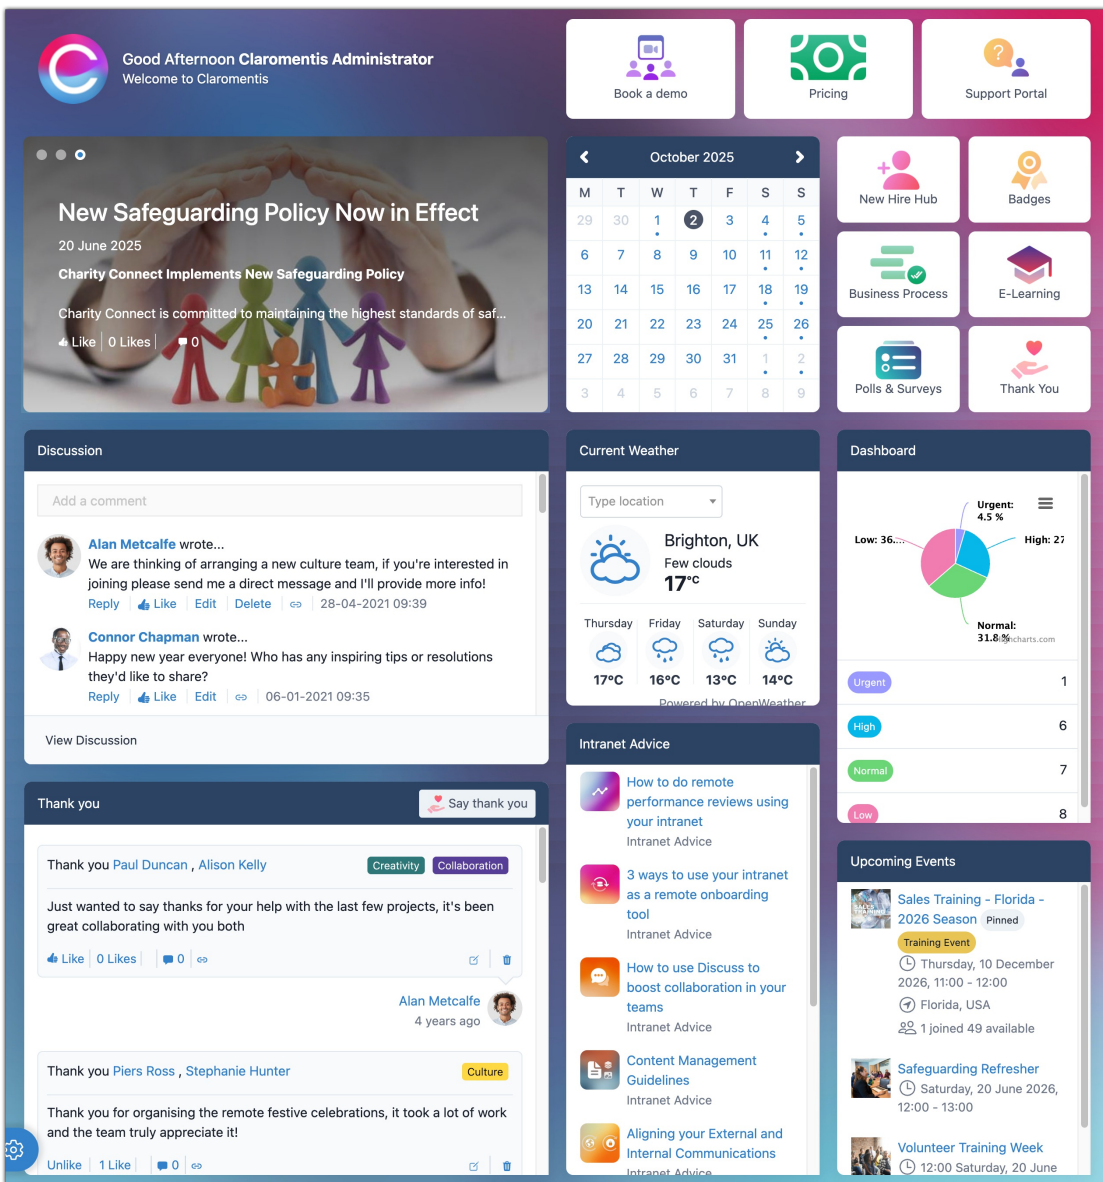 Good Afternoon Claromentis Administrator
Welcome to Claromentis
Book a demo
Pricing
Support Portal
New Safeguarding Policy Now in Effect
20 June 2025
Charity Connect Implements New Safeguarding Policy
Charity Connect is committed to maintaining the highest standards of saf...
Like 0 Likes 0
October 2025
M T W T F S S
29 30 1 2 3 4 5
6 7 8 9 10 11 12
13 14 15 16 17 18 19
20 21 22 23 24 25 26
27 28 29 30 31 1 2
3 4 5 6 7 8 9
New Hire Hub
Badges
Business Process
E-Learning
Polls & Surveys
Thank You
Discussion
Add a comment
Alan Metcalfe wrote...
We are thinking of arranging a new culture team, if you're interested in
joining please send me a direct message and I'll provide more info!
Reply Like Edit Delete 28-04-2021 09:39
Connor Chapman wrote...
Happy new year everyone! Who has any inspiring tips or resolutions
they'd like to share?
Reply Like Edit 06-01-2021 09:35
View Discussion
Current Weather
Type location
Brighton, UK
Few clouds
17°C
Thursday Friday Saturday Sunday
17°C 16°C 13°C 14°C
Powered by OpenWeather
Dashboard
Urgent:
4.5 %
Low: 36....
High: 27
Normal:
31.8 %
Urgent 1
High 6
Normal 7
Low 8
Thank you
Say thank you
Thank you Paul Duncan , Alison Kelly
Creativity Collaboration
Just wanted to say thanks for your help with the last few projects, it's been
great collaborating with you both
Like 0 Likes 0
Alan Metcalfe
4 years ago
Thank you Piers Ross , Stephanie Hunter
Culture
Thank you for organising the remote festive celebrations, it took a lot of work
and the team truly appreciate it!
Unlike 1 Like 0
Intranet Advice
How to do remote
performance reviews using
your intranet
Intranet Advice
3 ways to use your intranet
as a remote onboarding
tool
Intranet Advice
How to use Discuss to
boost collaboration in your
teams
Intranet Advice
Content Management
Guidelines
Intranet Advice
Aligning your External and
Internal Communications
Intranet Advice
Upcoming Events
SALES
TRAINING
Sales Training - Florida -
2026 Season Pinned
Training Event
Thursday, 10 December
2026, 11:00 - 12:00
Florida, USA
1 joined 49 available
Safeguarding Refresher
Saturday, 20 June 2026,
12:00 - 13:00
Volunteer Training Week
12:00 Saturday, 20 June